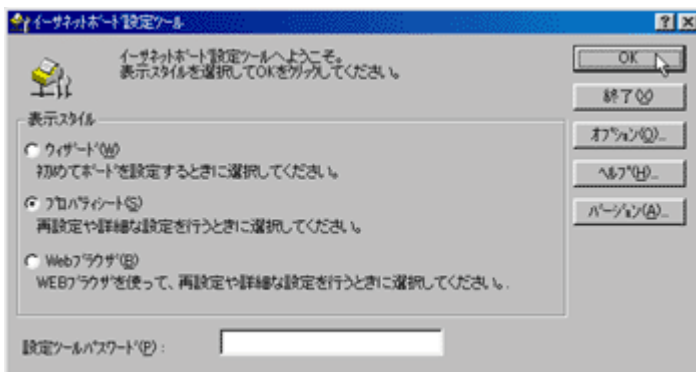 イーサネットボード設定ツール
イーサネットボード設定ツールへようこそ。
表示スタイルを選択してOKをクリックしてください。
OK
終了(X)
オプション(O)...
ヘルプ(H)...
バージョン(A)...
表示スタイル
ウィザード(W)
初めてボードを設定するときに選択してください。
プロパティシート(S)
再設定や詳細な設定を行うときに選択してください。
Webブラウザ(B)
WEBブラウザを使って、再設定や詳細な設定を行うときに選択してください。.
設定ツールパスワード(P) :